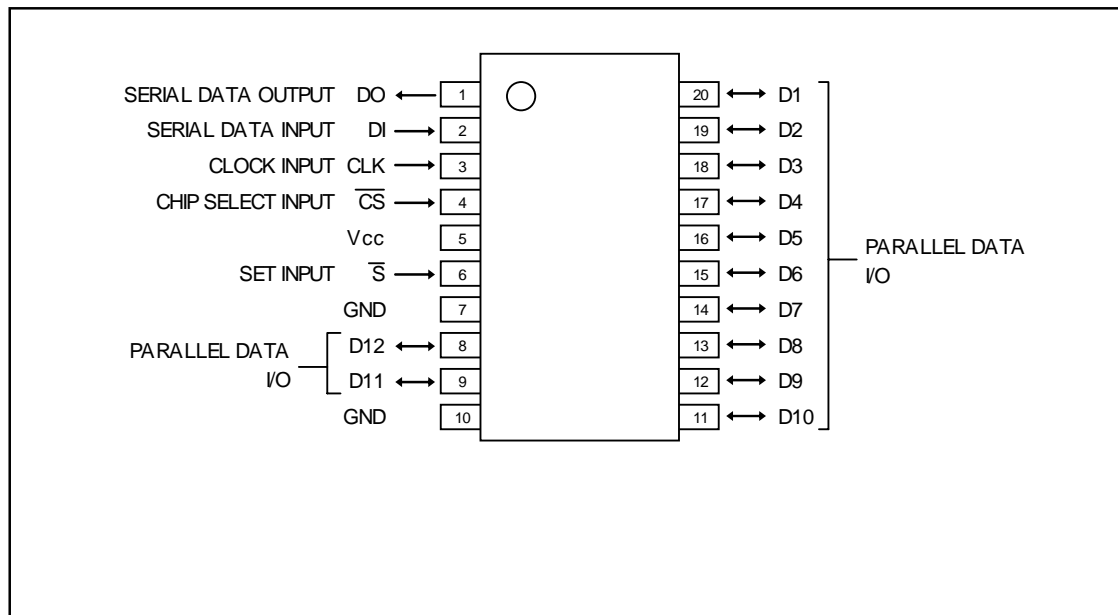 SERIAL DATA OUTPUT DO 1 20 D1
SERIAL DATA INPUT DI 2 19 D2
CLOCK INPUT CLK 3 18 D3
CHIP SELECT INPUT C̅S̅ 4 17 D4
Vcc 5 16 D5
PARALLEL DATA
I/O
SET INPUT S̅ 6 15 D6
GND 7 14 D7
PARALLEL DATA
I/O
D12 8 13 D8
D11 9 12 D9
GND 10 11 D10